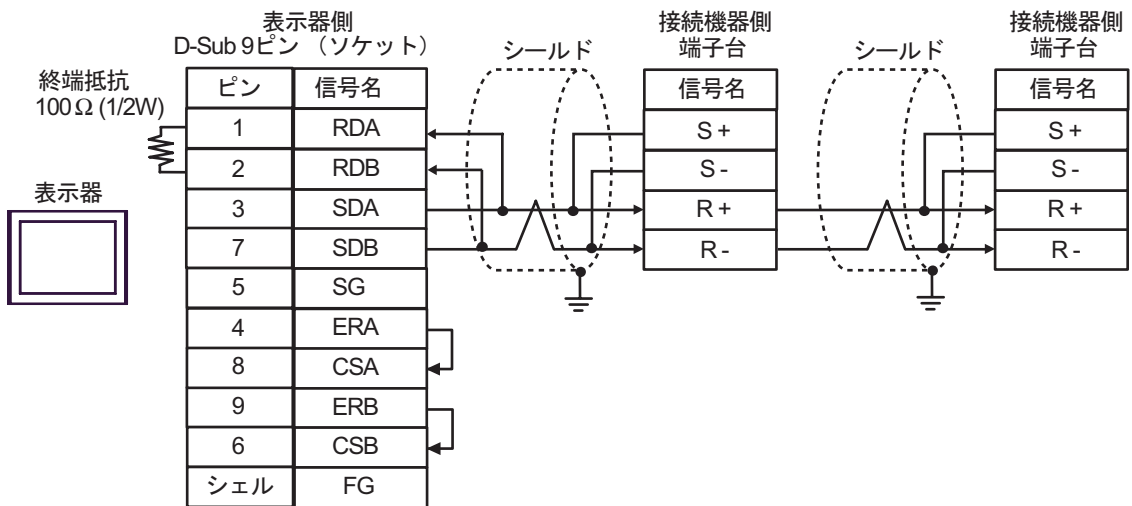 表示器側
D-Sub 9ピン （ソケット）
シールド
接続機器側
端子台
シールド
接続機器側
端子台
終端抵抗
100Ω (1/2W)
表示器
ピン 信号名
1 RDA
2 RDB
3 SDA
7 SDB
5 SG
4 ERA
8 CSA
9 ERB
6 CSB
シェル FG
信号名
S +
S -
R +
R -
信号名
S +
S -
R +
R -